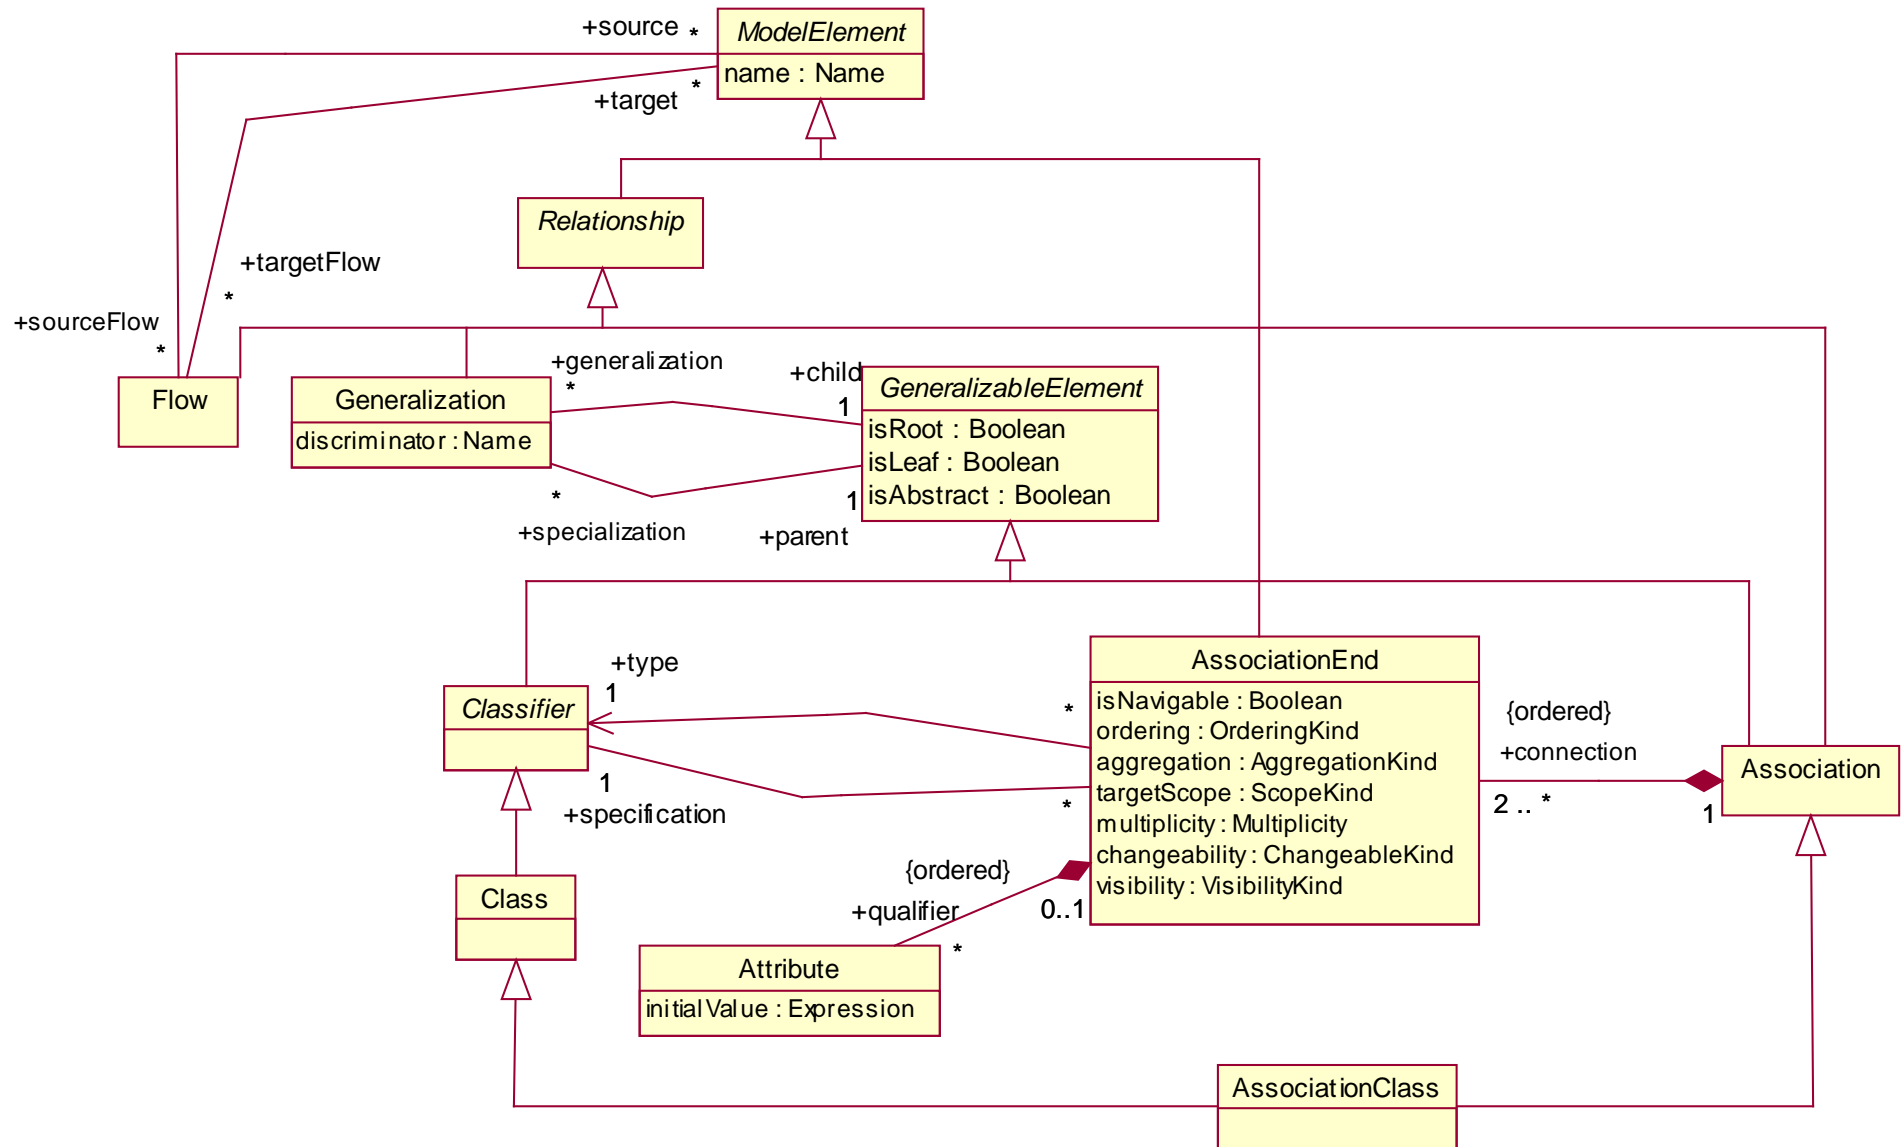 +source
*
ModelElement
name : Name
*
+target
Relationship
+targetFlow
*
+sourceFlow
*
Flow
Generalization
discriminator : Name
+generalization
*
+child
1
GeneralizableElement
isRoot : Boolean
isLeaf : Boolean
isAbstract : Boolean
*
+specialization
1
+parent
+type
1
Classifier
1
+specification
*
*
AssociationEnd
isNavigable : Boolean
ordering : OrderingKind
aggregation : AggregationKind
targetScope : ScopeKind
multiplicity : Multiplicity
changeability : ChangeableKind
visibility : VisibilityKind
{ordered}
+connection
2 .. *
1
Association
{ordered}
+qualifier
0..1
*
Class
Attribute
initialValue : Expression
AssociationClass